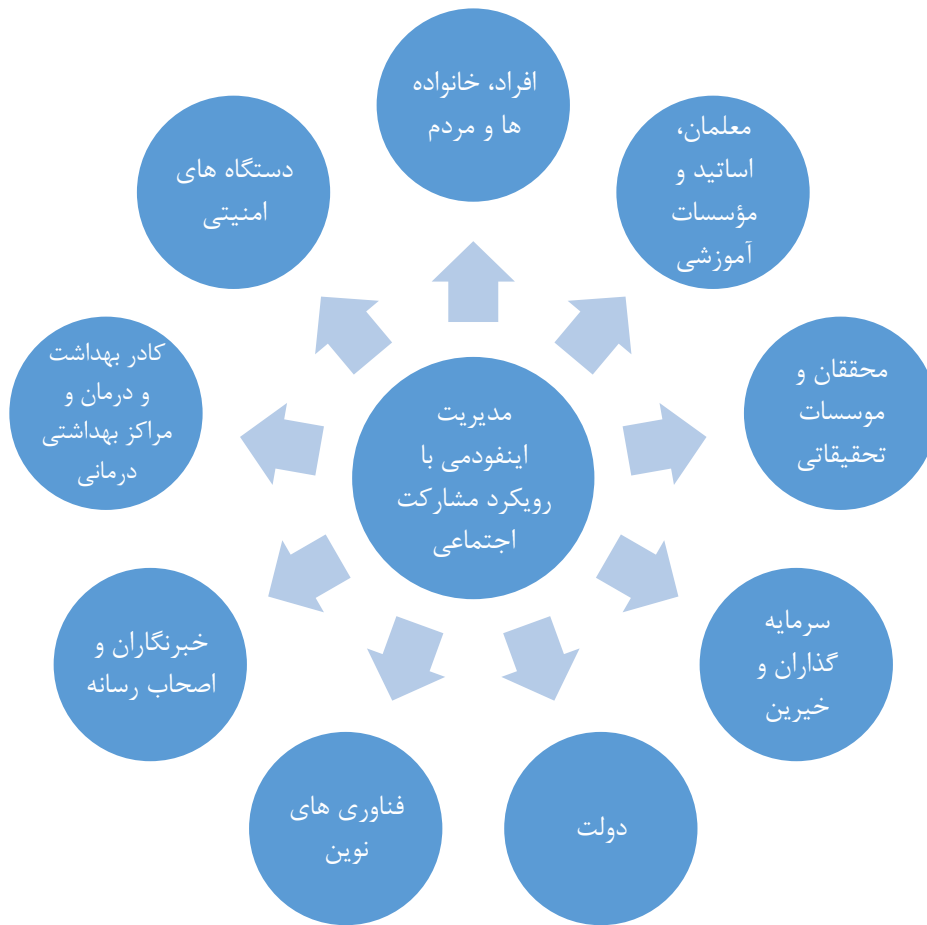 افراد، خانواده
ها و مردم
معلمان،
اساتید و
مؤسسات
آموزشی
محققان و
موسسات
تحقیقاتی
سرمایه
گذاران و
خیرین
دولت
فناوری های
نوین
خبرنگاران و
اصحاب رسانه
کادر بهداشت
و درمان و
مراکز بهداشتی
درمانی
دستگاه های
امنیتی
مدیریت
اینفودمی با
رویکرد مشارکت
اجتماعی